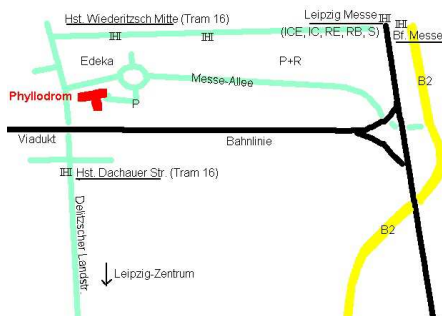 Hst. Wiederitzsch Mitte (Tram 16)
Leipzig Messe
(ICE, IC, RE, RB, S)
Bf. Messe
Edeka
P+R
Messe-Allee
Phyllodrom
P
B2
Viadukt
Bahnlinie
Hst. Dachauer Str. (Tram 16)
Delitzscher Landstr.
B2
Leipzig-Zentrum